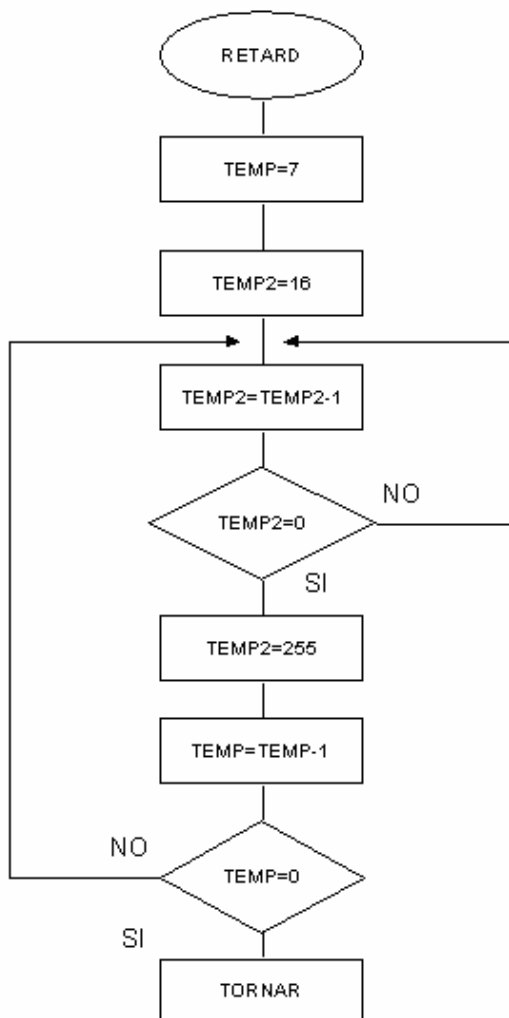 RETARD
TEMP=7
TEMP2=16
TEMP2=TEMP2-1
TEMP2=0
NO
SI
TEMP2=255
TEMP=TEMP-1
NO
TEMP=0
SI
TORNAR